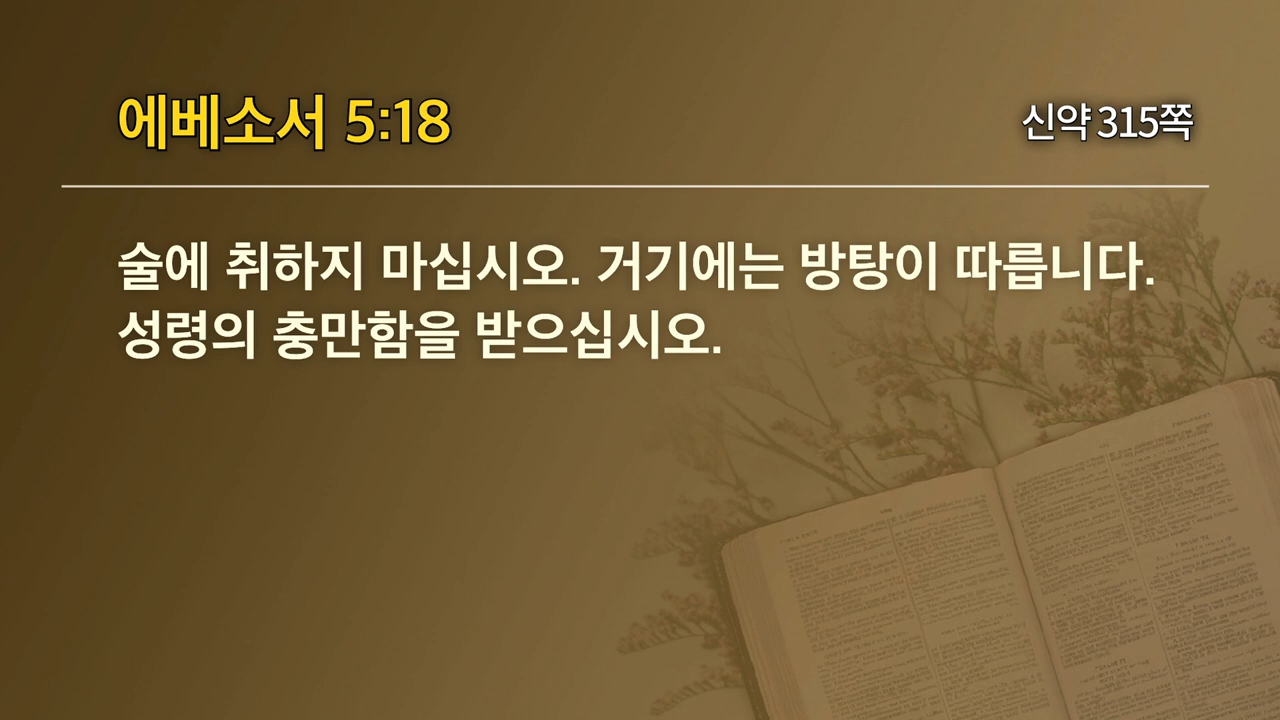 에베소서 5:18
신약 315쪽
술에 취하지 마십시오. 거기에는 방탕이 따릅니다.
성령의 충만함을 받으십시오.